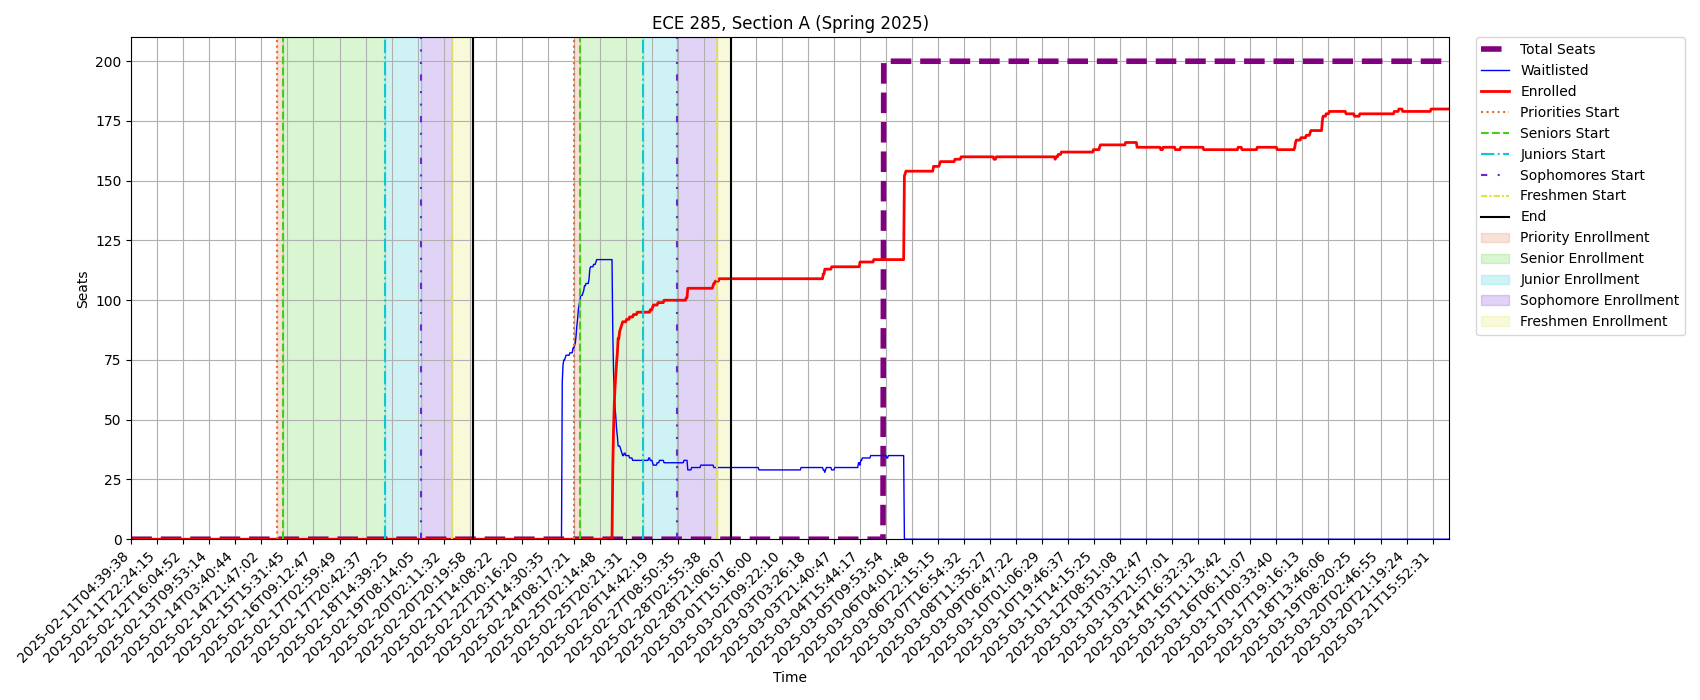 ECE 285, Section A (Spring 2025)
Seats
200
175
150
125
100
75
50
25
0
2025-02-11T04:39:38
2025-02-11T22:24:15
2025-02-12T16:04:52
2025-02-13T09:53:14
2025-02-14T03:40:44
2025-02-14T21:47:02
2025-02-15T15:31:45
2025-02-16T09:12:47
2025-02-17T02:59:49
2025-02-17T20:42:37
2025-02-18T14:39:25
2025-02-19T08:14:05
2025-02-20T02:11:32
2025-02-20T20:19:58
2025-02-21T14:08:22
2025-02-22T20:16:20
2025-02-23T14:30:35
2025-02-24T08:17:21
2025-02-25T02:14:48
2025-02-25T20:21:31
2025-02-26T14:42:19
2025-02-27T08:50:35
2025-02-28T02:55:38
2025-02-28T21:06:07
2025-03-01T15:16:00
2025-03-02T09:22:16
2025-03-03T03:26:18
2025-03-03T21:40:47
2025-03-04T15:44:17
2025-03-05T09:53:54
2025-03-06T04:01:48
2025-03-06T22:15:15
2025-03-07T16:54:32
2025-03-08T11:35:27
2025-03-09T06:47:22
2025-03-10T01:06:29
2025-03-10T19:46:37
2025-03-11T14:15:25
2025-03-12T08:51:08
2025-03-13T03:12:47
2025-03-13T21:57:01
2025-03-14T16:32:32
2025-03-15T11:13:42
2025-03-16T06:11:07
2025-03-17T00:33:40
2025-03-17T19:16:13
2025-03-18T13:46:06
2025-03-19T08:20:25
2025-03-20T02:46:55
2025-03-20T21:19:24
2025-03-21T15:52:31
Time
Total Seats
Waitlisted
Enrolled
Priorities Start
Seniors Start
Juniors Start
Sophomores Start
Freshmen Start
End
Priority Enrollment
Senior Enrollment
Junior Enrollment
Sophomore Enrollment
Freshmen Enrollment